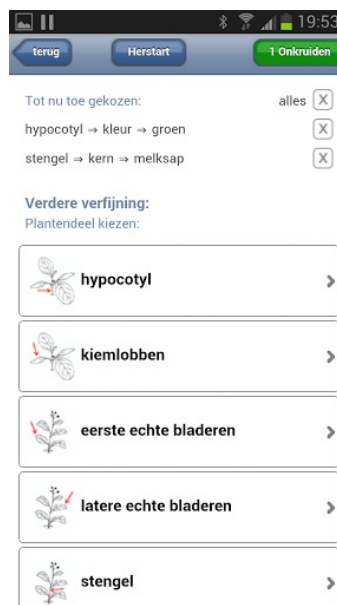 19:53
terug Herstart 1 Onkruiden
Tot nu toe gekozen: alles X
hypocotyl ⇒ kleur ⇒ groen X
stengel ⇒ kern ⇒ melksap X
Verdere verfijning:
Plantendeel kiezen:
hypocotyl
kiemlobben
eerste echte bladeren
latere echte bladeren
stengel